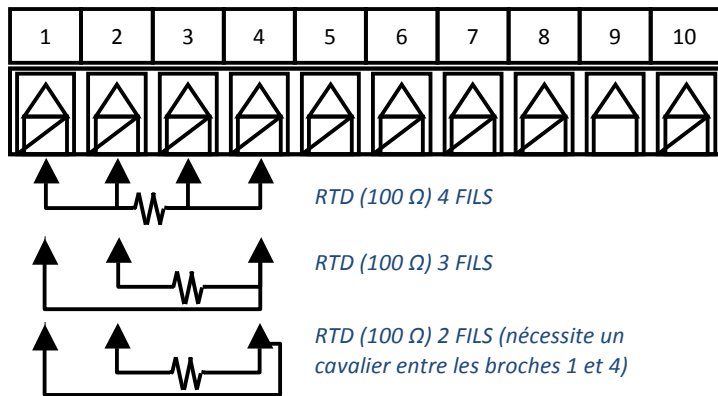 1 2 3 4 5 6 7 8 9 10
RTD (100 Ω) 4 FILS
RTD (100 Ω) 3 FILS
RTD (100 Ω) 2 FILS (nécessite un
cavalier entre les broches 1 et 4)